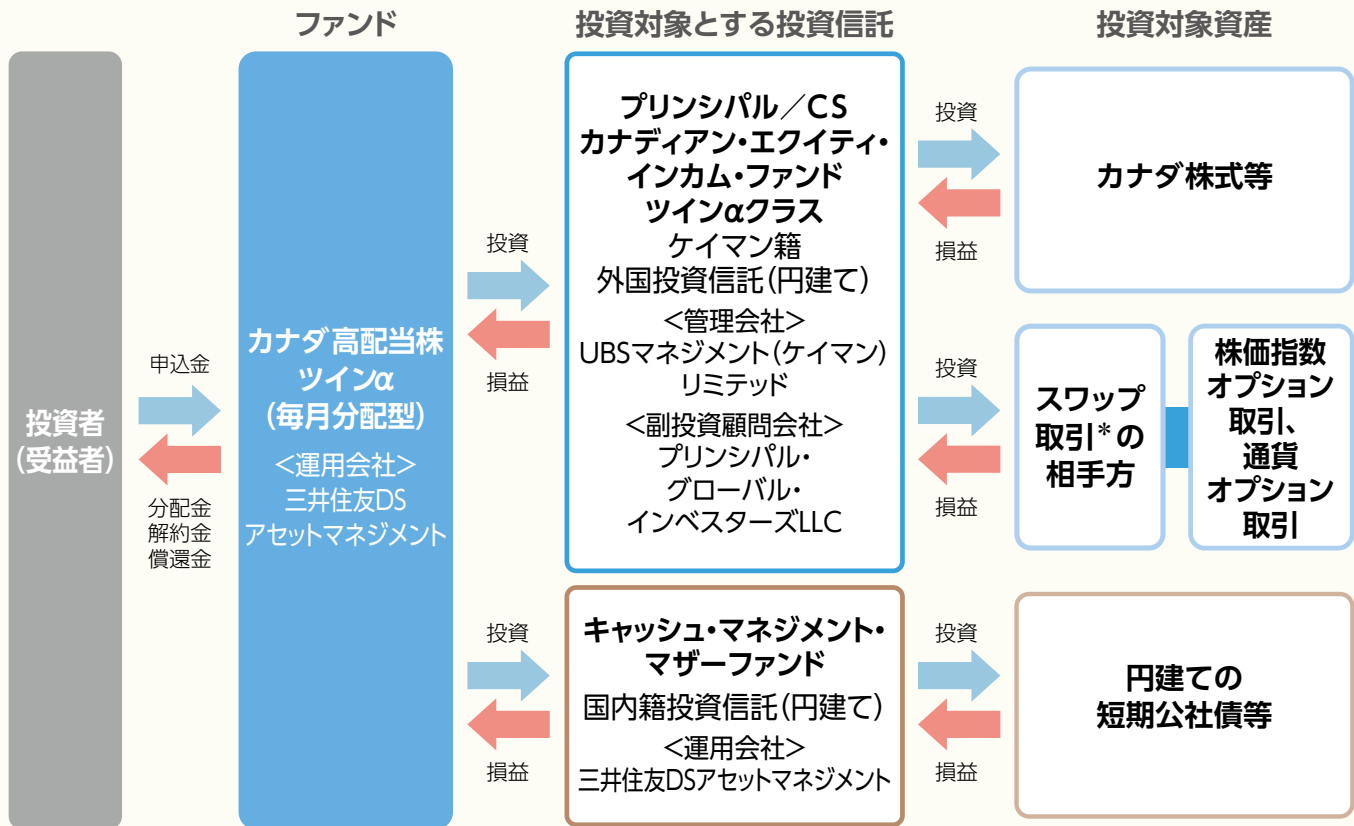 ファンド
投資対象とする投資信託
投資対象資産
投資者
(受益者)
申込金
分配金
解約金
償還金
カナダ高配当株
ツインα
(毎月分配型)
<運用会社>
三井住友DS
アセットマネジメント
投資
損益
プリンシパル／CS
カナディアン・エクイティ・
インカム・ファンド
ツインαクラス
ケイマン籍
外国投資信託(円建て)
<管理会社>
UBSマネジメント(ケイマン)
リミテッド
<副投資顧問会社>
プリンシパル・
グローバル・
インベスターズLLC
投資
損益
カナダ株式等
投資
損益
スワップ
取引*の
相手方
株価指数
オプション
取引、
通貨
オプション
取引
投資
損益
キャッシュ・マネジメント・
マザーファンド
国内籍投資信託(円建て)
<運用会社>
三井住友DSアセットマネジメント
投資
損益
円建ての
短期公社債等